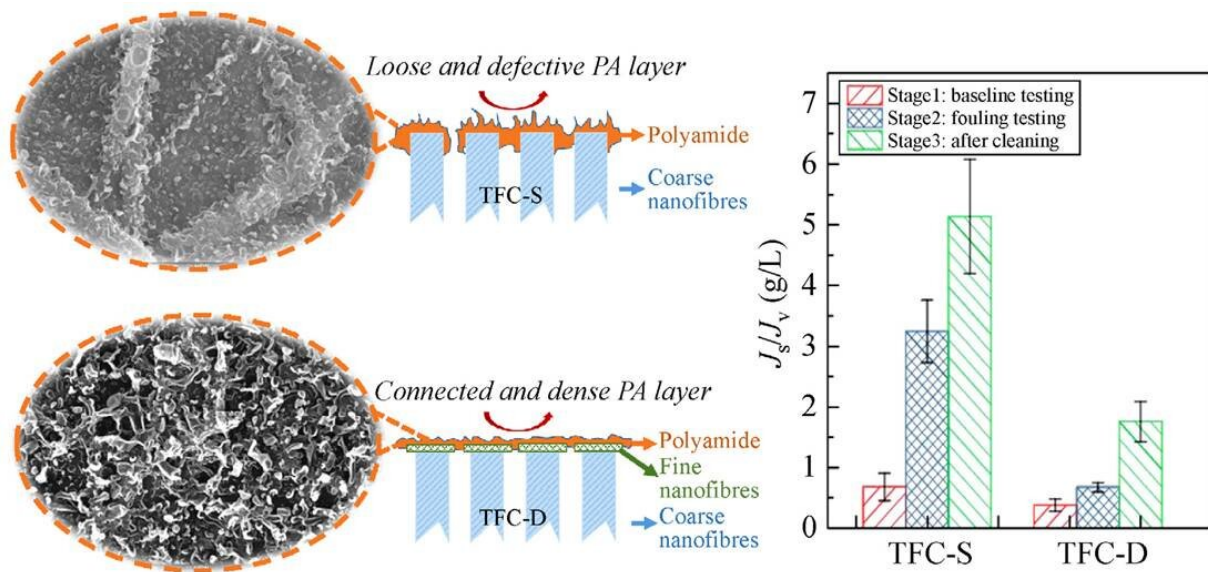 Loose and defective PA layer
Polyamide
Coarse
nanofibres
TFC-S
Connected and dense PA layer
Polyamide
Fine
nanofibres
Coarse
nanofibres
TFC-D
Stage1: baseline testing
Stage2: fouling testing
Stage3: after cleaning
J_s/J_v (g/L)
7
6
5
4
3
2
1
0
TFC-S TFC-D